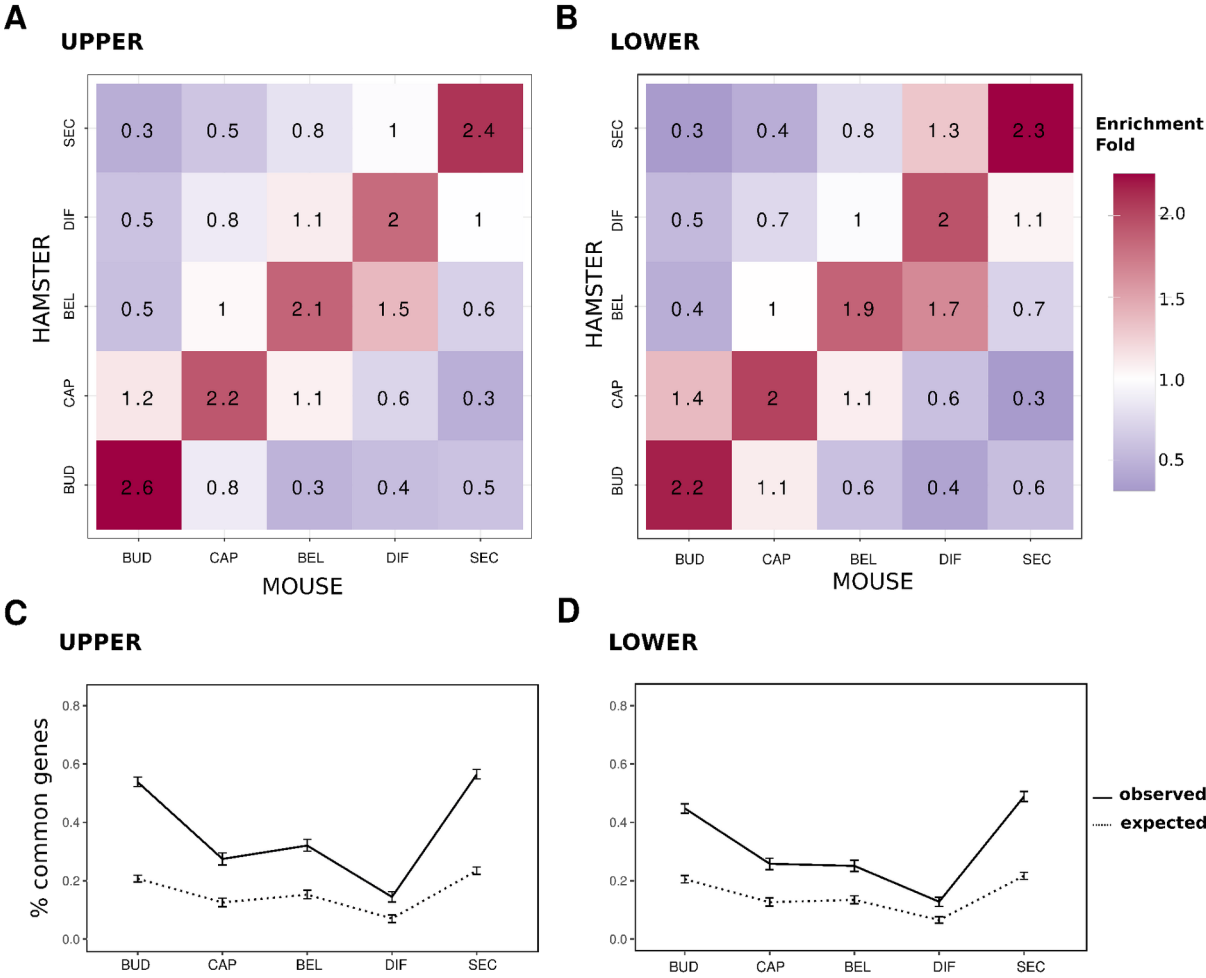 A
UPPER
SEC 0.3 0.5 0.8 1 2.4
DIF 0.5 0.8 1.1 2 1
BEL 0.5 1 2.1 1.5 0.6
CAP 1.2 2.2 1.1 0.6 0.3
BUD 2.6 0.8 0.3 0.4 0.5
HAMSTER
BUD CAP BEL DIF SEC
MOUSE
B
LOWER
SEC 0.3 0.4 0.8 1.3 2.3
DIF 0.5 0.7 1 2 1.1
BEL 0.4 1 1.9 1.7 0.7
CAP 1.4 2 1.1 0.6 0.3
BUD 2.2 1.1 0.6 0.4 0.6
HAMSTER
BUD CAP BEL DIF SEC
MOUSE
Enrichment
Fold
2.0
1.5
1.0
0.5
C
UPPER
% common genes
0.8
0.6
0.4
0.2
0.0
BUD CAP BEL DIF SEC
D
LOWER
0.8
0.6
0.4
0.2
0.0
BUD CAP BEL DIF SEC
observed
expected